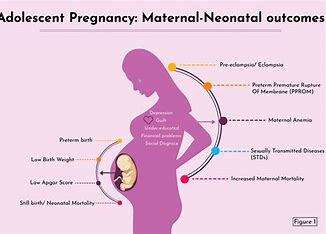 Adolescent Pregnancy: Maternal-Neonatal outcomes
Pre-eclampsia/ Eclampsia
Preterm Premature Rupture
Of Membrane (PPROM)
Maternal Anemia
Sexually Transmitted Diseases
(STDs)
Increased Maternal Mortality
Depression
Guilt
Under educated
Financial problems
Social Disgrace
Preterm birth
Low Birth Weight
Low Apgar Score
Still birth/ Neonatal Mortality
Figure 1